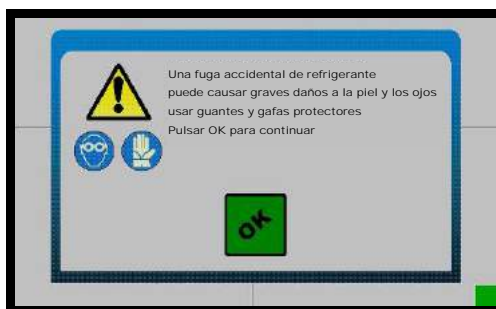 Una fuga accidental de refrigerante
puede causar graves daños a la piel y los ojos
usar guantes y gafas protectores
Pulsar OK para continuar
OK